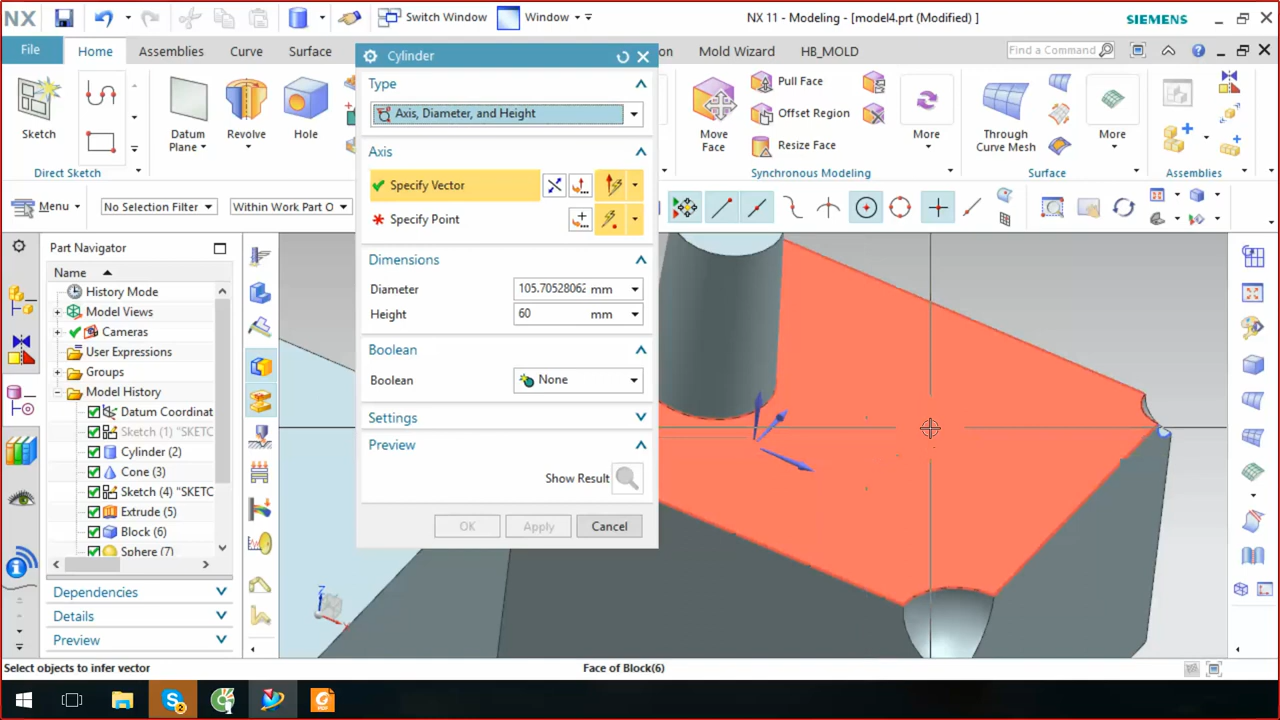 NX
Switch Window
Window
NX 11 - Modeling - [model4.prt (Modified) ]
SIEMENS
File
Home
Assemblies
Curve
Surface
on
Mold Wizard
HB_MOLD
Find a Command
Sketch
Datum
Plane
Revolve
Hole
Direct Sketch
Move
Face
Pull Face
Offset Region
Resize Face
More
Synchronous Modeling
Through
Curve Mesh
More
Surface
Assemblies
Menu
No Selection Filter
Within Work Part O
Part Navigator
Name
History Mode
Model Views
Cameras
User Expressions
Groups
Model History
Datum Coordinat
Sketch (1) "SKETC
Cylinder (2)
Cone (3)
Sketch (4) "SKETC
Extrude (5)
Block (6)
Sphere (7)
Dependencies
Details
Preview
Cylinder
Type
Axis, Diameter, and Height
Axis
Specify Vector
Specify Point
Dimensions
Diameter
105.70528062 mm
Height
60 mm
Boolean
Boolean
None
Settings
Preview
Show Result
OK
Apply
Cancel
Z
Select objects to infer vector
Face of Block(6)
2